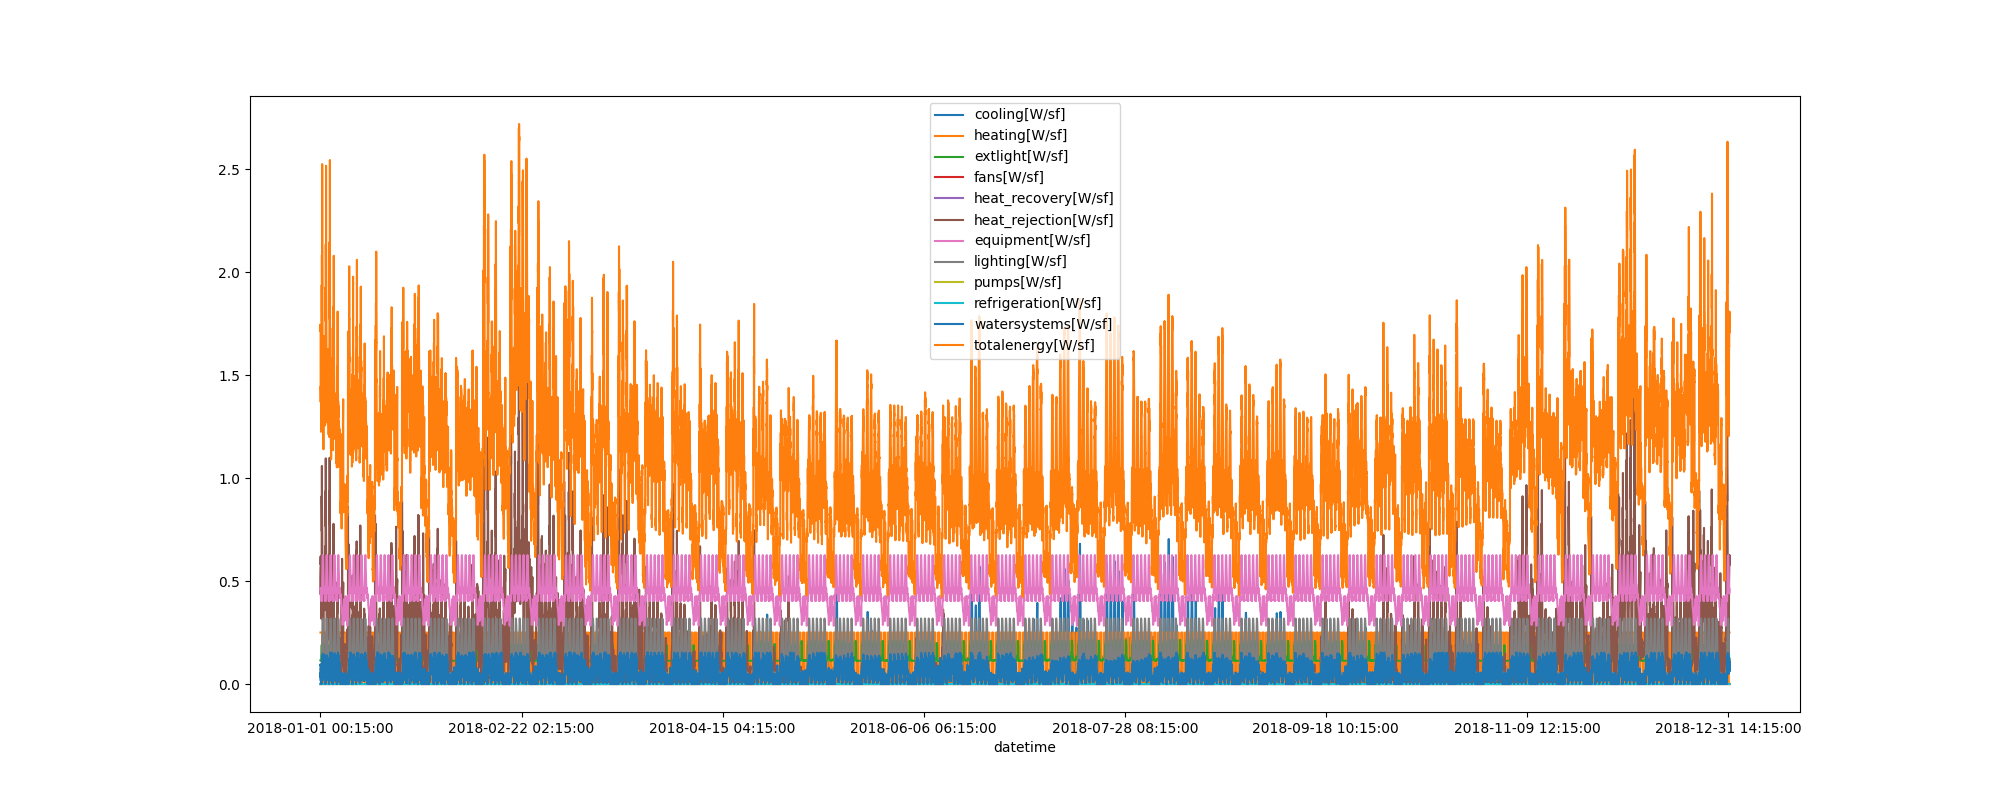 cooling[W/sf]
heating[W/sf]
extlight[W/sf]
fans[W/sf]
heat_recovery[W/sf]
heat_rejection[W/sf]
equipment[W/sf]
lighting[W/sf]
pumps[W/sf]
refrigeration[W/sf]
watersystems[W/sf]
totalenergy[W/sf]
2.5
2.0
1.5
1.0
0.5
0.0
2018-01-01 00:15:00 2018-02-22 02:15:00 2018-04-15 04:15:00 2018-06-06 06:15:00 2018-07-28 08:15:00 2018-09-18 10:15:00 2018-11-09 12:15:00 2018-12-31 14:15:00
datetime